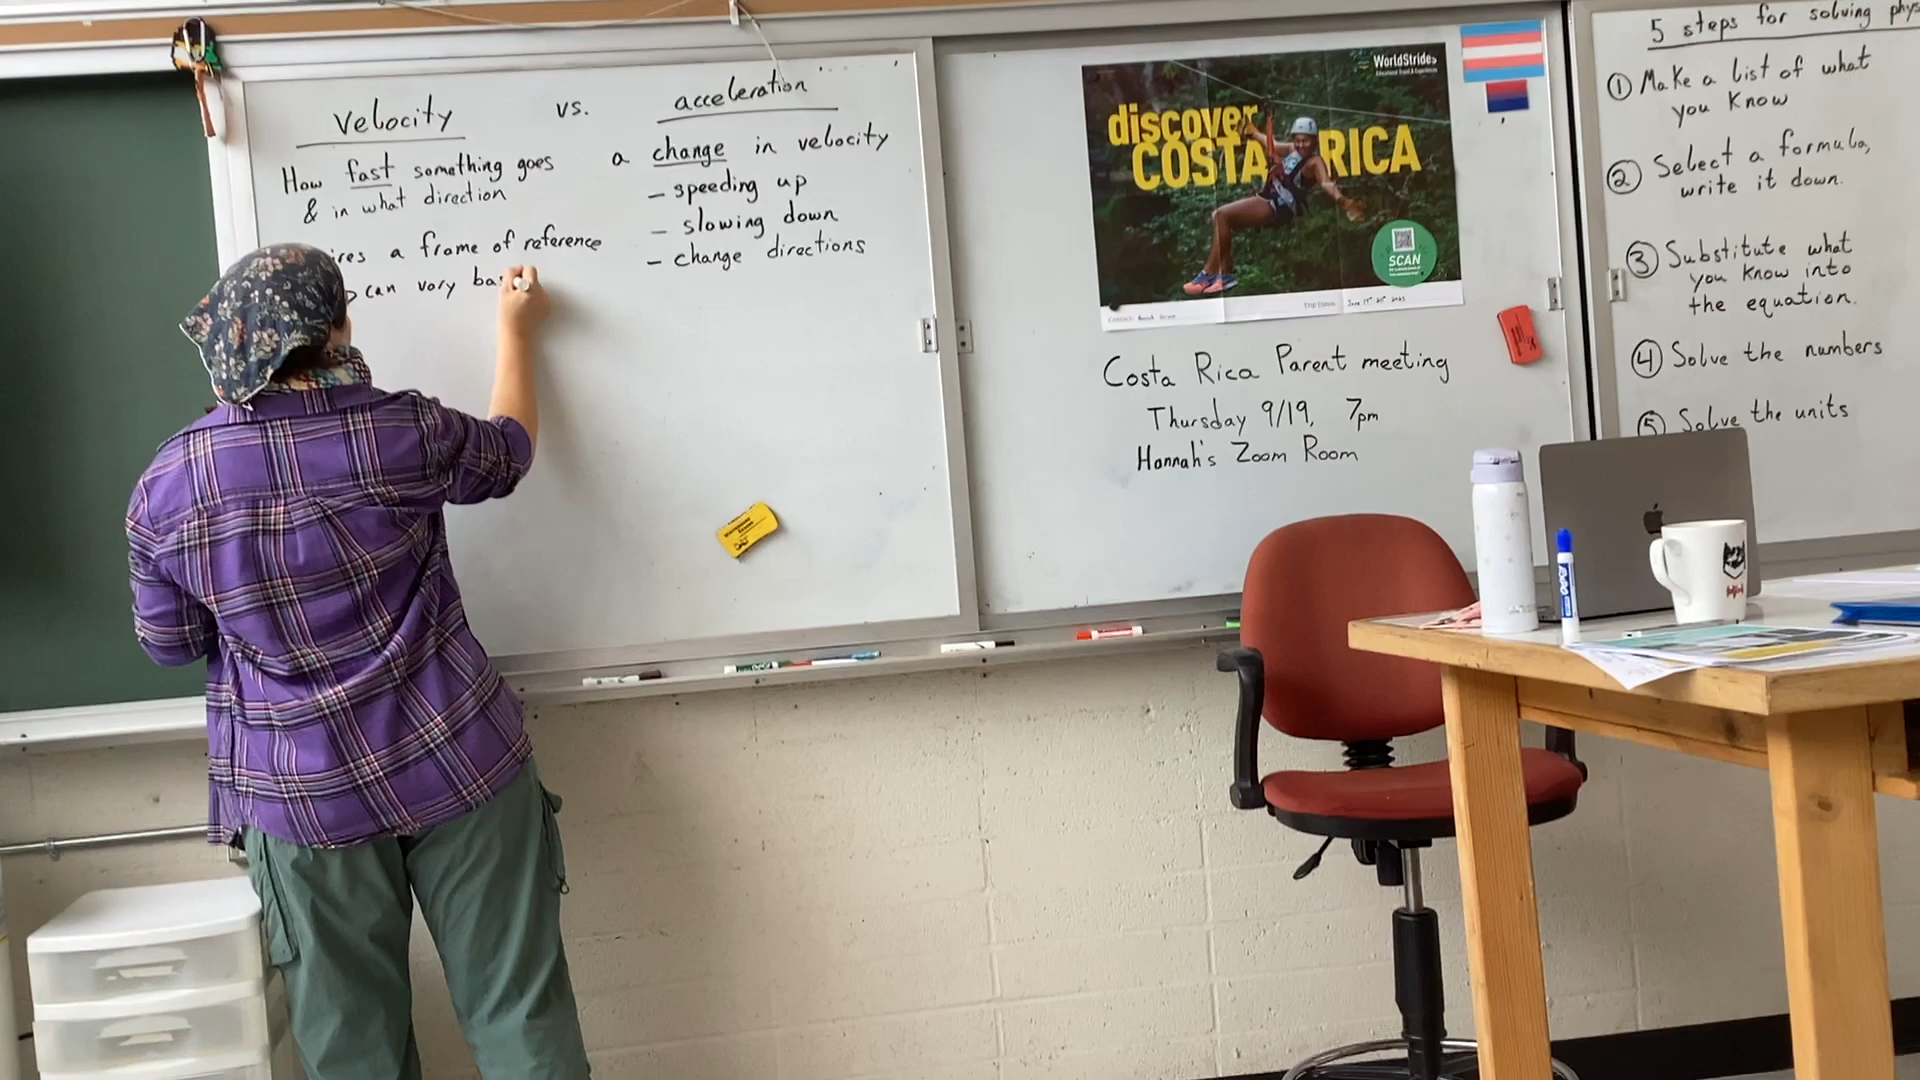 velocity vs. acceleration
How fast something goes
& in what direction
a frame of reference
can vary
a change in velocity
- speeding up
- slowing down
- change directions
WorldStrides
discover
COSTA RICA
SCAN
Costa Rica Parent meeting
Thursday 9/19, 7pm
Hannah's Zoom Room
5 steps for solving
① Make a list of what
you know
② Select a formula,
write it down.
③ Substitute what
you know into
the equation.
④ Solve the numbers
⑤ Solve the units
EXPO